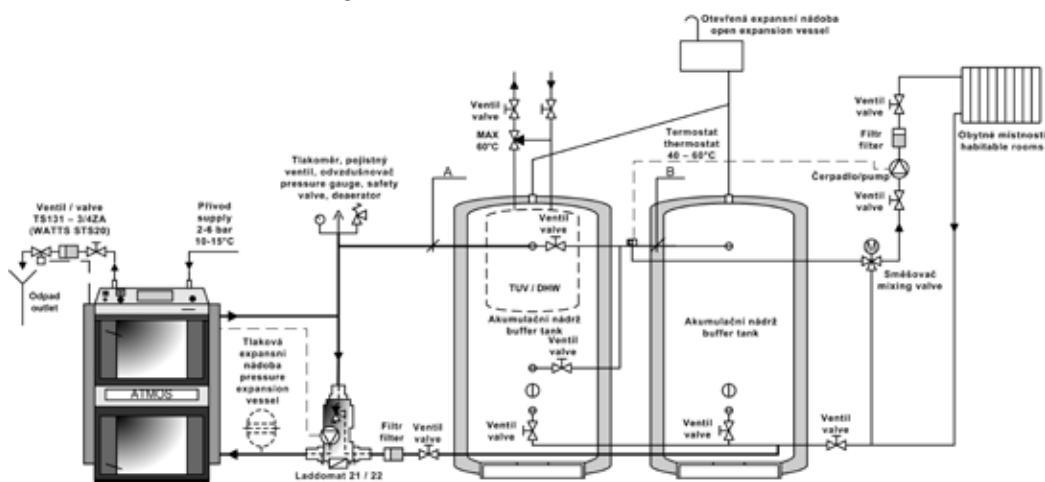 Otevřená expansní nádoba
open expansion vessel
Ventil
valve
MAX
60°C
Termostat
thermostat
40 – 60°C
Ventil
valve
Filtr
filter
Obytné místnosti
habitable rooms
Čerpadlo/pump
Ventil
valve
Tlakoměr, pojistný
ventil, odvzdušnovač
pressure gauge, safety
valve, deaerator
A
B
Ventil / valve
TS131 – 3/4ZA
(WATTS STS20)
Přívod
supply
2-6 bar
10-15°C
Odpad
outlet
Ventil
valve
M
Směšovač
mixing valve
TUV / DHW
Akumulační nádrž
buffer tank
Akumulační nádrž
buffer tank
Ventil
valve
Tlaková
expansní
nádoba
pressure
expansion
vessel
ATMOS
Filtr
filter
Ventil
valve
Ventil
valve
Ventil
valve
Ventil
valve
Laddomat 21 / 22